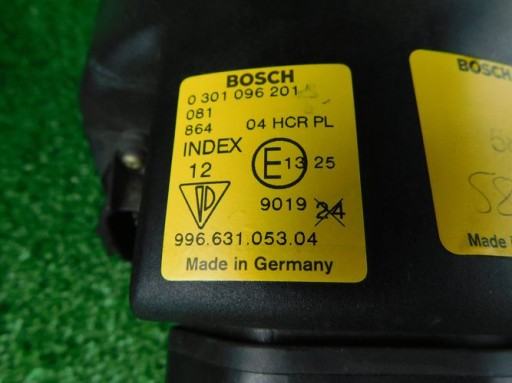 BOSCH
0 301 096 201
081
864 04 HCR PL
INDEX
12 E 13 25
9019 24
996.631.053.04
Made in Germany
BOSCH
Made